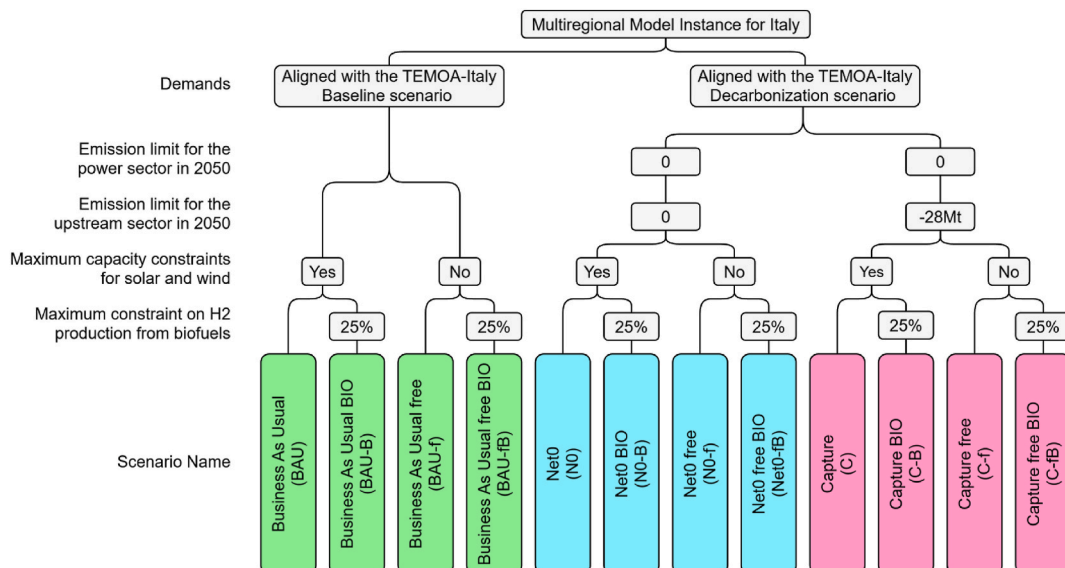 Multiregional Model Instance for Italy
Demands
Aligned with the TEMOA-Italy
Baseline scenario
Aligned with the TEMOA-Italy
Decarbonization scenario
Emission limit for the
power sector in 2050
0
0
Emission limit for the
upstream sector in 2050
0
-28Mt
Maximum capacity constraints
for solar and wind
Yes
No
Yes
No
Yes
No
Maximum constraint on H2
production from biofuels
25%
25%
25%
25%
25%
25%
Scenario Name
Business As Usual
(BAU)
Business As Usual BIO
(BAU-B)
Business As Usual free
(BAU-f)
Business As Usual free BIO
(BAU-fB)
Net0
(N0)
Net0 BIO
(N0-B)
Net0 free
(N0-f)
Net0 free BIO
(Net0-fB)
Capture
(C)
Capture BIO
(C-B)
Capture free
(C-f)
Capture free BIO
(C-fB)